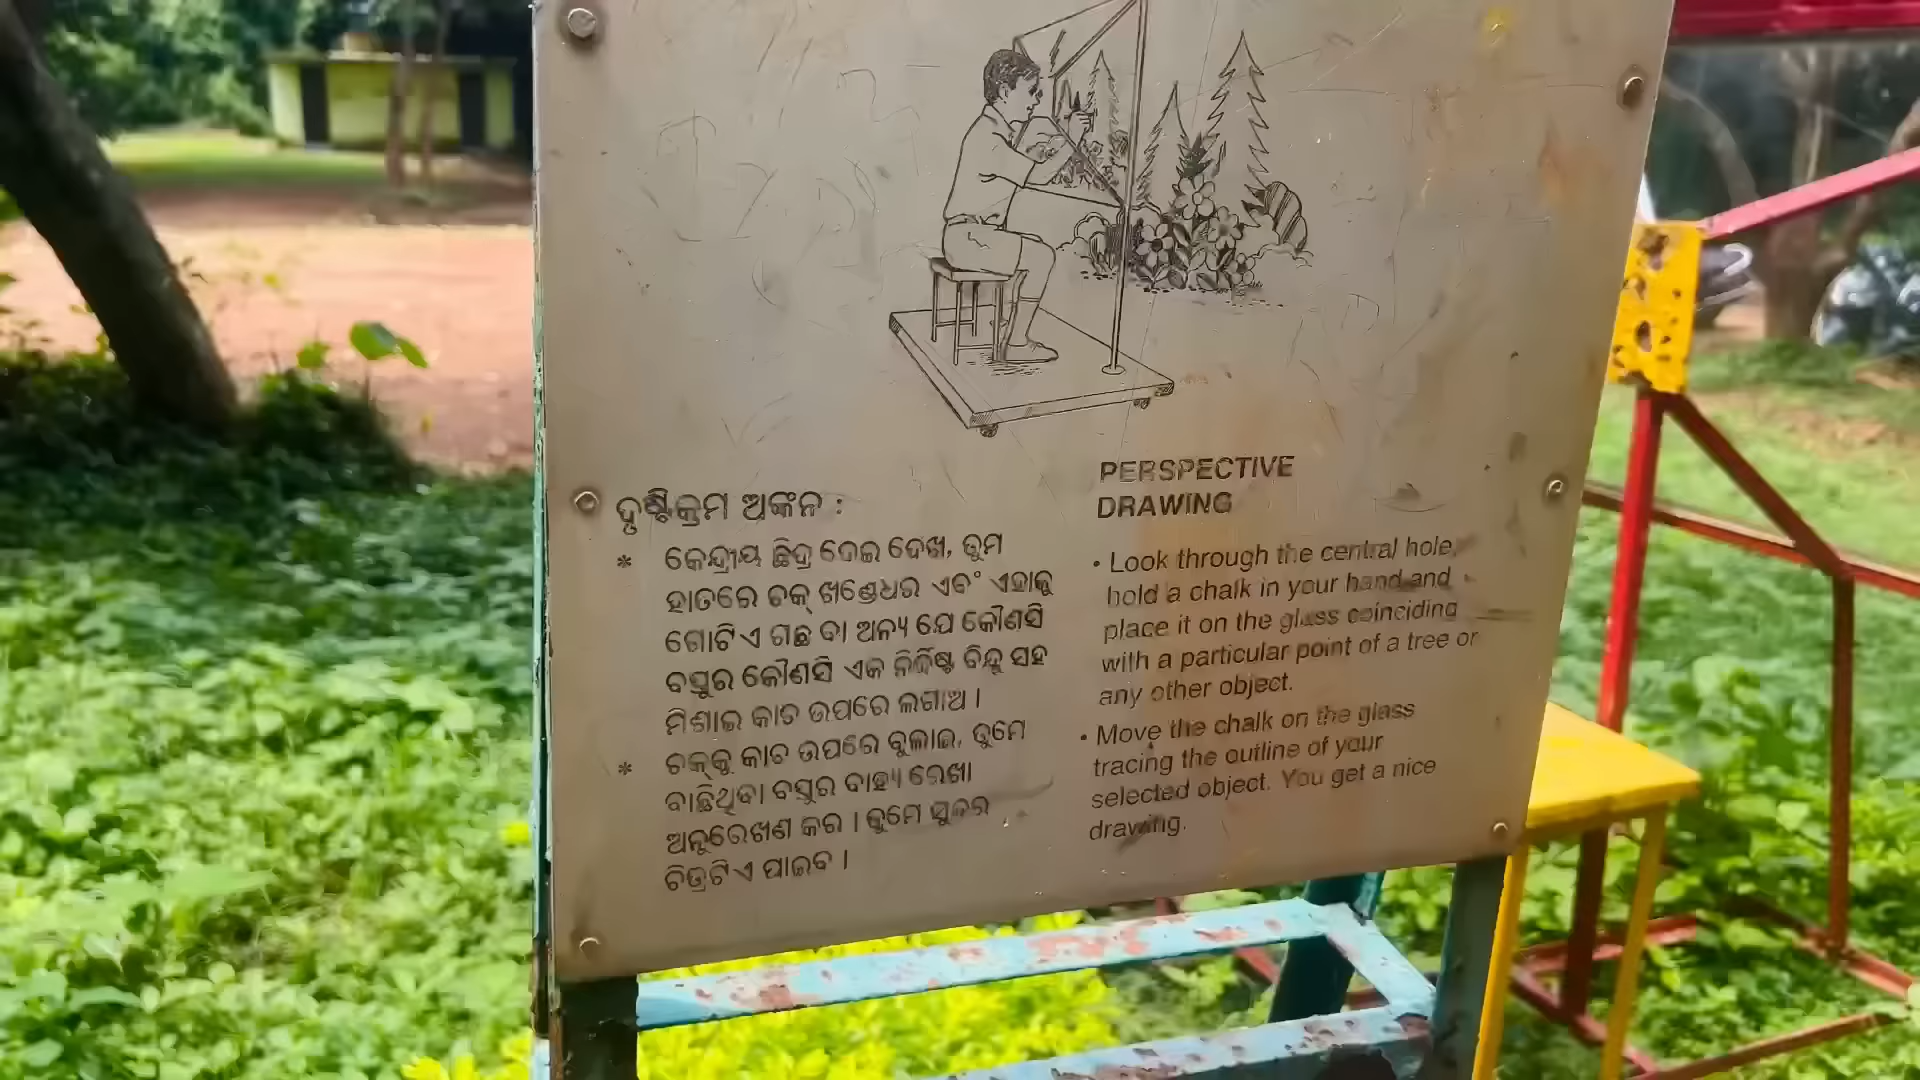 ଦୃଷ୍ଟିକ୍ରମ ଅଙ୍କନ :
* କେନ୍ଦ୍ରୀୟ ଛିଦ୍ର ଦେଇ ଦେଖ, ତୁମ
ହାତରେ ଚକ୍ ଖଣ୍ଡେଧର ଏବଂ ଏହାକୁ
ଗୋଟିଏ ଗଛ ବା ଅନ୍ୟ ଯେ କୌଣସି
ବସ୍ତୁର କୌଣସି ଏକ ନିର୍ଦ୍ଦିଷ୍ଟ ବିନ୍ଦୁ ସହ
ମିଶାଇ କାଚ ଉପରେ ଲଗାଅ ।
* ଚକ୍‌କୁ କାଚ ଉପରେ ବୁଲାଇ, ତୁମେ
ବାଛିଥିବା ବସ୍ତୁର ବାହ୍ୟ ରେଖା
ଅନୁରେଖଣ କର । ତୁମେ ସୁନ୍ଦର
ଚିତ୍ରଟିଏ ପାଇବ ।
PERSPECTIVE
DRAWING
• Look through the central hole,
hold a chalk in your hand and
place it on the glass coinciding
with a particular point of a tree or
any other object.
• Move the chalk on the glass
tracing the outline of your
selected object. You get a nice
drawing.